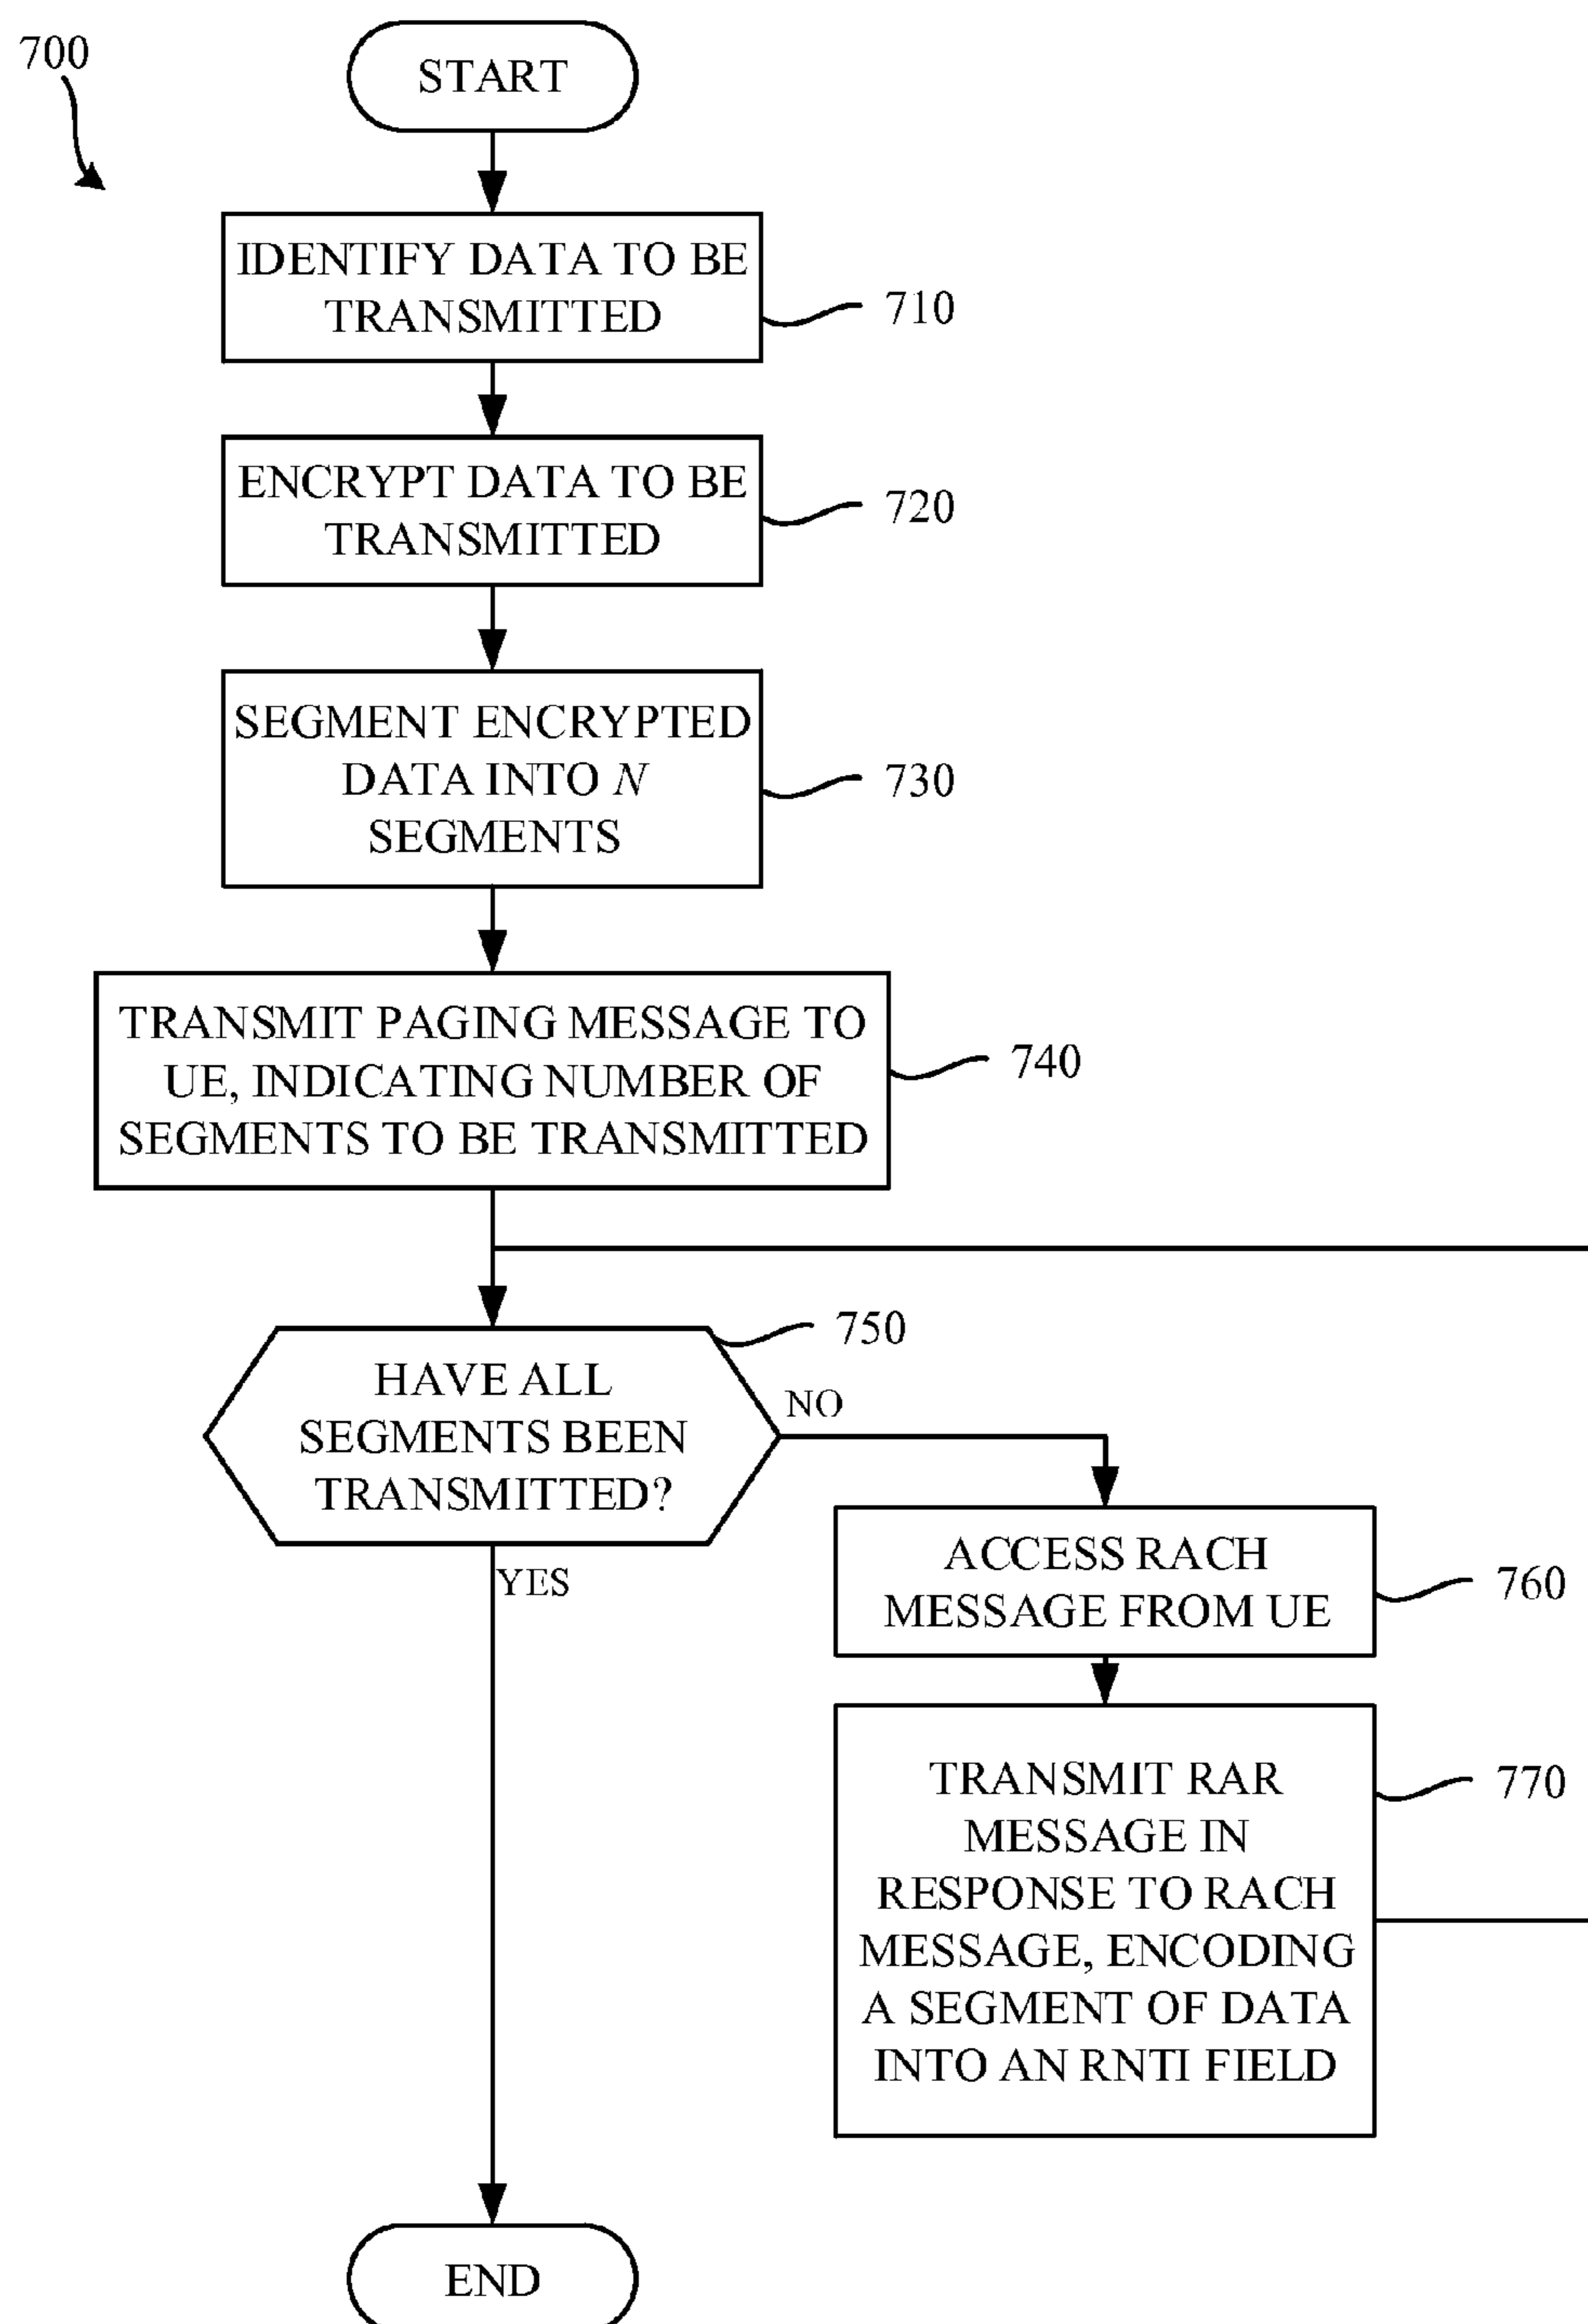 700
START
IDENTIFY DATA TO BE
TRANSMITTED
710
ENCRYPT DATA TO BE
TRANSMITTED
720
SEGMENT ENCRYPTED
DATA INTO N
SEGMENTS
730
TRANSMIT PAGING MESSAGE TO
UE, INDICATING NUMBER OF
SEGMENTS TO BE TRANSMITTED
740
750
HAVE ALL
SEGMENTS BEEN
TRANSMITTED?
NO
YES
ACCESS RACH
MESSAGE FROM UE
760
TRANSMIT RAR
MESSAGE IN
RESPONSE TO RACH
MESSAGE, ENCODING
A SEGMENT OF DATA
INTO AN RNTI FIELD
770
END